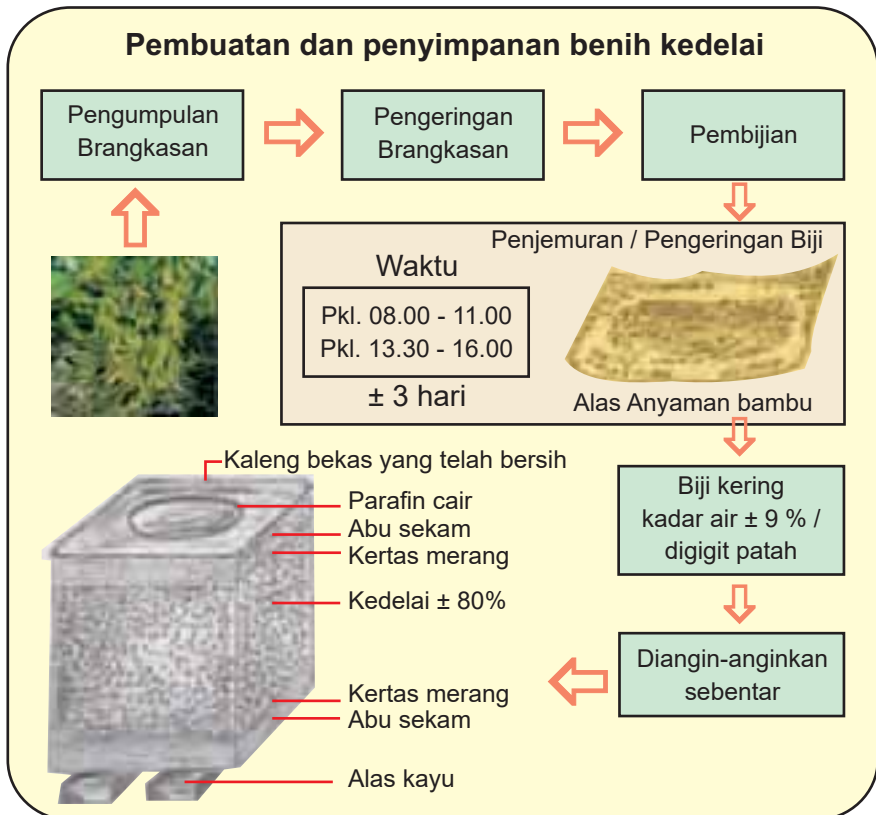 Pembuatan dan penyimpanan benih kedelai
Pengumpulan
Brangkasan
Pengeringan
Brangkasan
Pembijian
Penjemuran / Pengeringan Biji
Waktu
Pkl. 08.00 - 11.00
Pkl. 13.30 - 16.00
± 3 hari
Alas Anyaman bambu
Biji kering
kadar air ± 9 % /
digigit patah
Diangin-anginkan
sebentar
Kaleng bekas yang telah bersih
Parafin cair
Abu sekam
Kertas merang
Kedelai ± 80%
Kertas merang
Abu sekam
Alas kayu